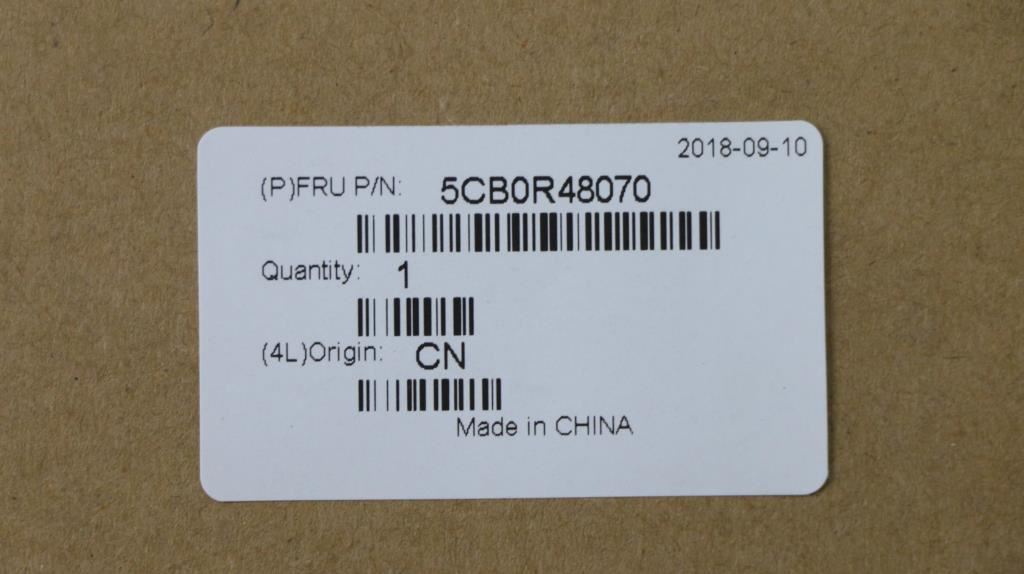 2018-09-10
(P)FRU P/N: 5CB0R48070
Quantity: 1
(4L)Origin: CN
Made in CHINA